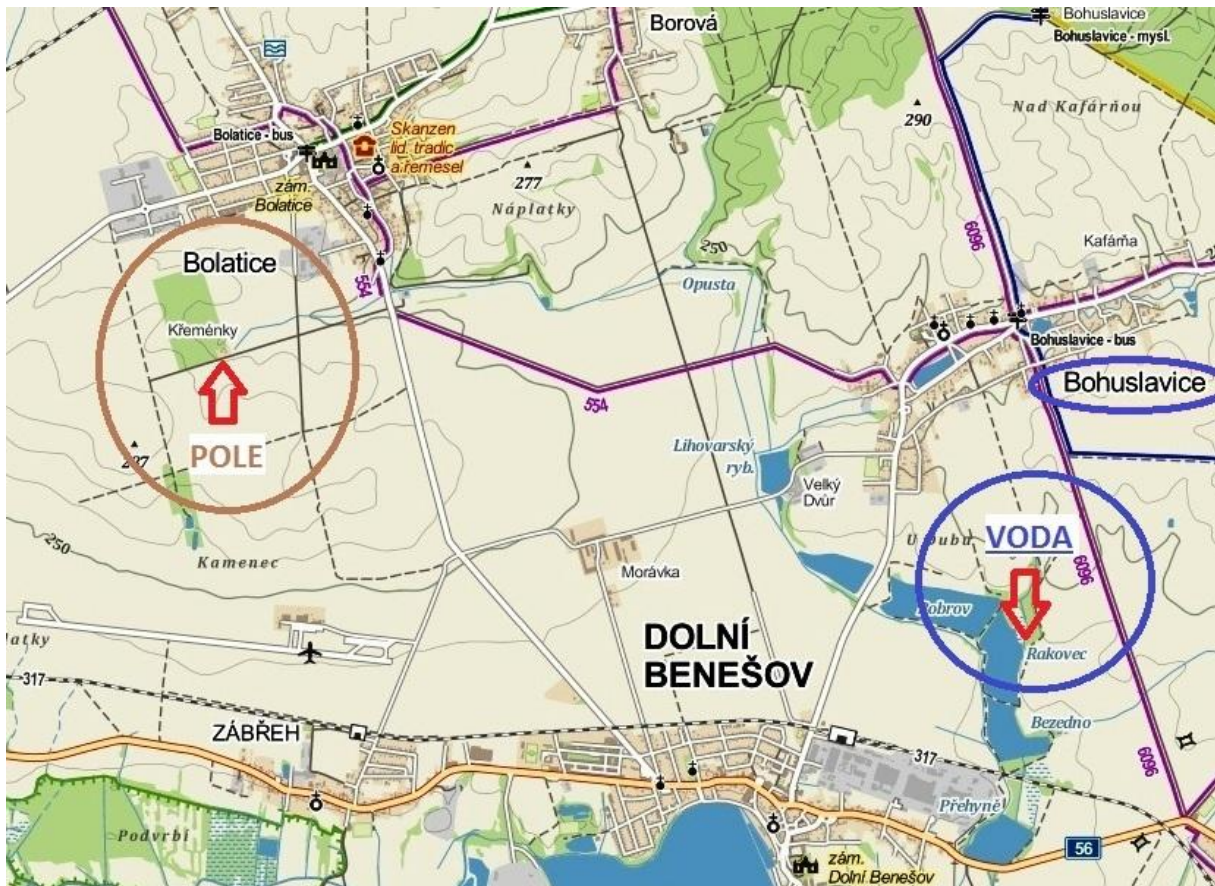 Borová
Bohuslavice
Bohuslavice - mysl.
Nad Kafárňou
290
Bolatice - bus
Skanzen
lid. tradic
a řemesel
zám.
Bolatice
277
Náplatky
250
6096
Kafárňa
Bolatice
554
Opusta
Křeménky
Bohuslavice - bus
Bohuslavice
554
POLE
Lihovarský
ryb.
Velký
Dvůr
VODA
250
Kamenec
Morávka
6096
DOLNÍ
BENEŠOV
Rakovec
317
ZÁBŘEH
Bezedno
317
6096
Přehyně
Podvrbí
56
zám.
Dolní Benešov